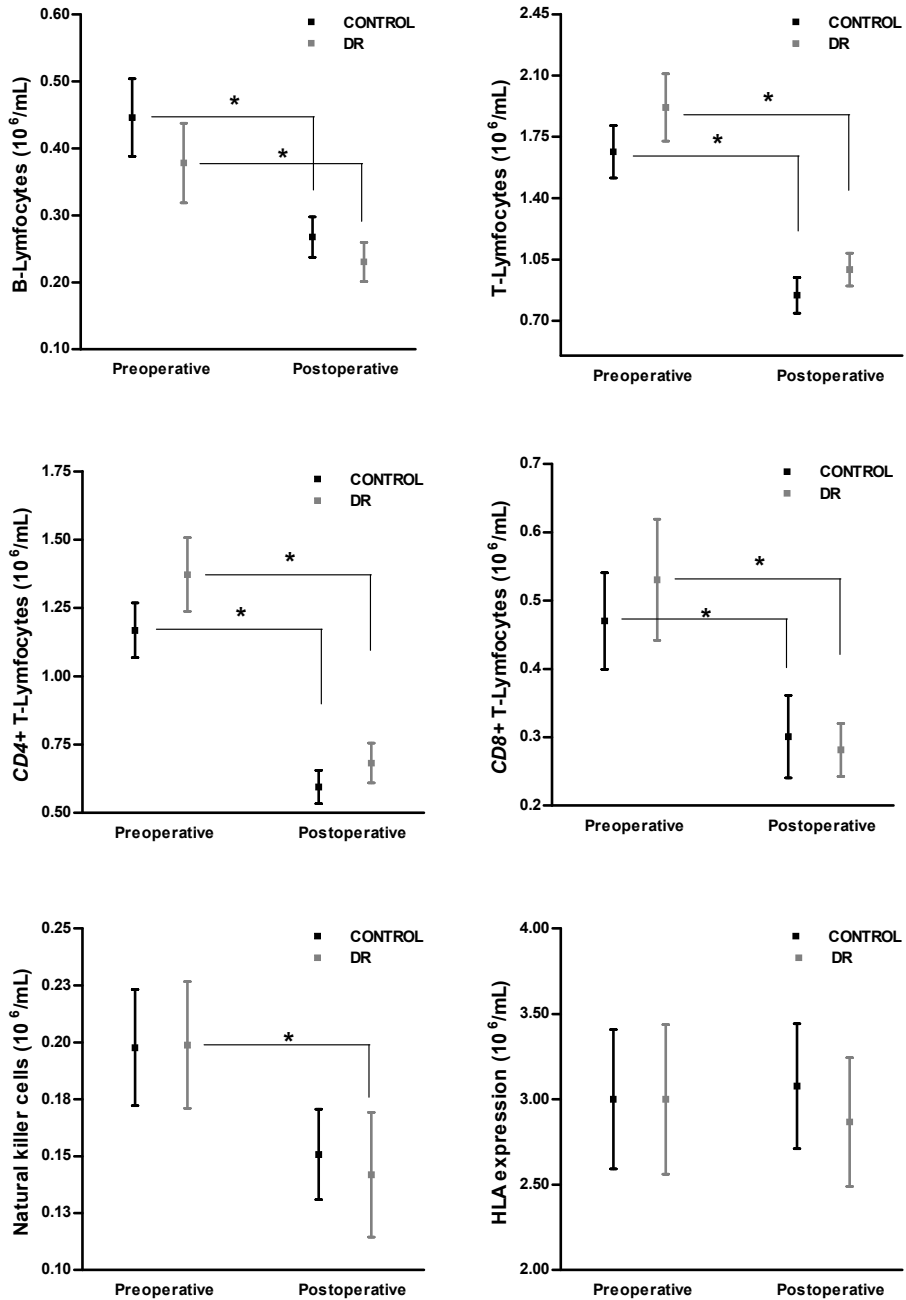 0.60
0.50
0.40
0.30
0.20
0.10
B-Lymfocytes (10⁶/mL)
CONTROL
DR
*
*
Preoperative Postoperative
2.45
2.10
1.75
1.40
1.05
0.70
T-Lymfocytes (10⁶/mL)
CONTROL
DR
*
*
Preoperative Postoperative
1.75
1.50
1.25
1.00
0.75
0.50
CD4+ T-Lymfocytes (10⁶/mL)
CONTROL
DR
*
*
Preoperative Postoperative
0.7
0.6
0.5
0.4
0.3
0.2
CD8+ T-Lymfocytes (10⁶/mL)
CONTROL
DR
*
*
Preoperative Postoperative
0.25
0.23
0.20
0.18
0.15
0.13
0.10
Natural killer cells (10⁶/mL)
CONTROL
DR
*
Preoperative Postoperative
4.00
3.50
3.00
2.50
2.00
HLA expression (10⁶/mL)
CONTROL
DR
Preoperative Postoperative